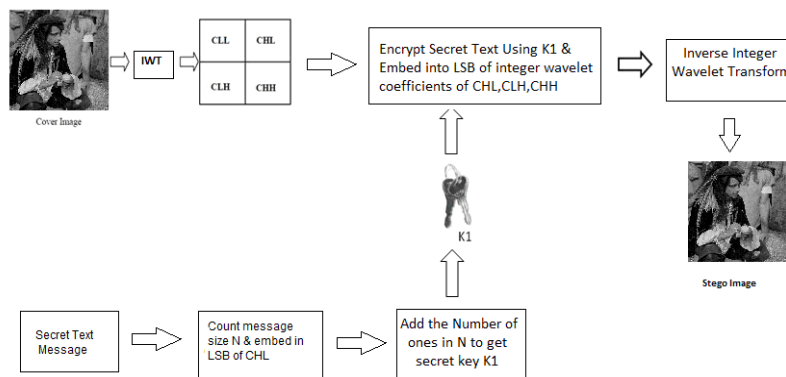 Cover Image
IWT
CLL CHL
CLH CHH
Encrypt Secret Text Using K1 &
Embed into LSB of integer wavelet
coefficients of CHL,CLH,CHH
Inverse Integer
Wavelet Transform
Stego Image
K1
Secret Text
Message
Count message
size N & embed in
LSB of CHL
Add the Number of
ones in N to get
secret key K1